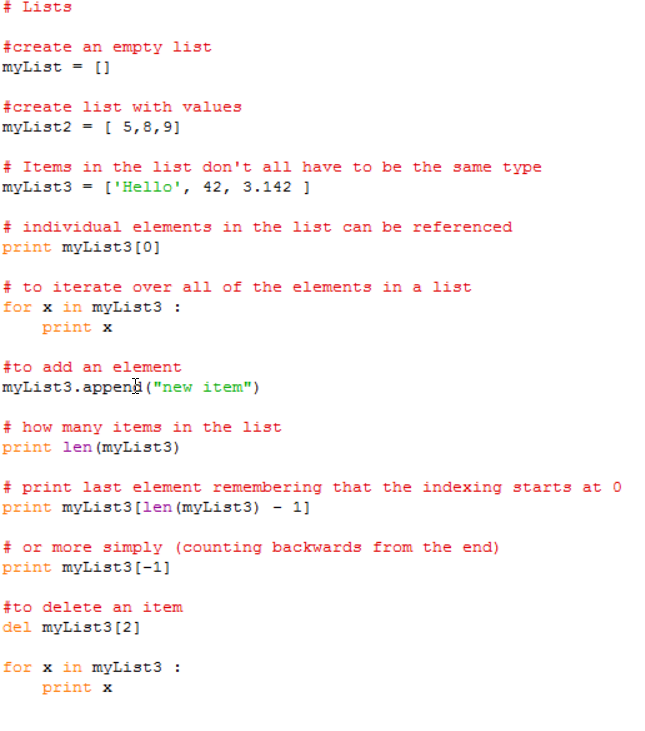 # Lists
#create an empty list
myList = []
#create list with values
myList2 = [ 5,8,9]
# Items in the list don't all have to be the same type
myList3 = ['Hello', 42, 3.142 ]
# individual elements in the list can be referenced
print myList3[0]
# to iterate over all of the elements in a list
for x in myList3 :
    print x
#to add an element
myList3.append("new item")
# how many items in the list
print len(myList3)
# print last element remembering that the indexing starts at 0
print myList3[len(myList3) - 1]
# or more simply (counting backwards from the end)
print myList3[-1]
#to delete an item
del myList3[2]
for x in myList3 :
    print x